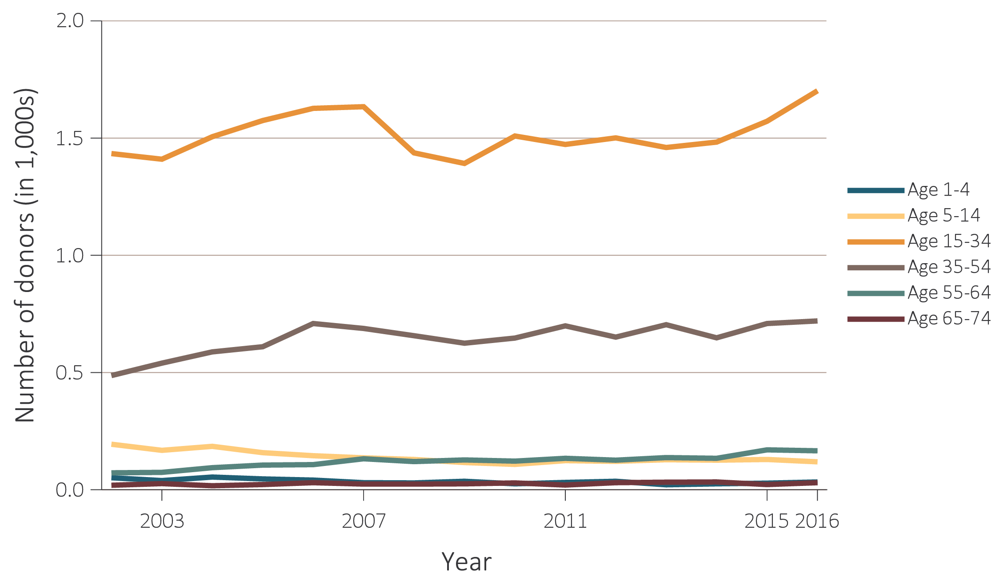 Number of donors (in 1,000s)
2.0
1.5
1.0
0.5
0.0
2003 2007 2011 2015 2016
Year
Age 1-4
Age 5-14
Age 15-34
Age 35-54
Age 55-64
Age 65-74